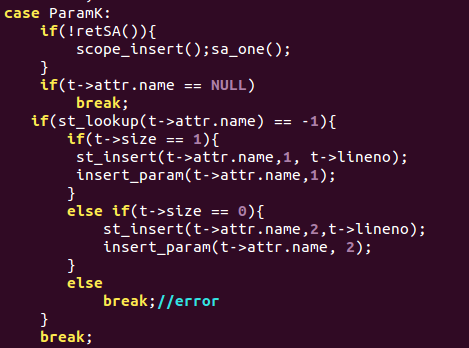 case ParamK:
    if(!retSA()){
        scope_insert();sa_one();
    }
    if(t->attr.name == NULL)
        break;
   if(st_lookup(t->attr.name) == -1){
       if(t->size == 1){
        st_insert(t->attr.name,1, t->lineno);
        insert_param(t->attr.name,1);
       }
       else if(t->size == 0){
           st_insert(t->attr.name,2,t->lineno);
           insert_param(t->attr.name, 2);
       }
       else
           break;//error
    }
    break;